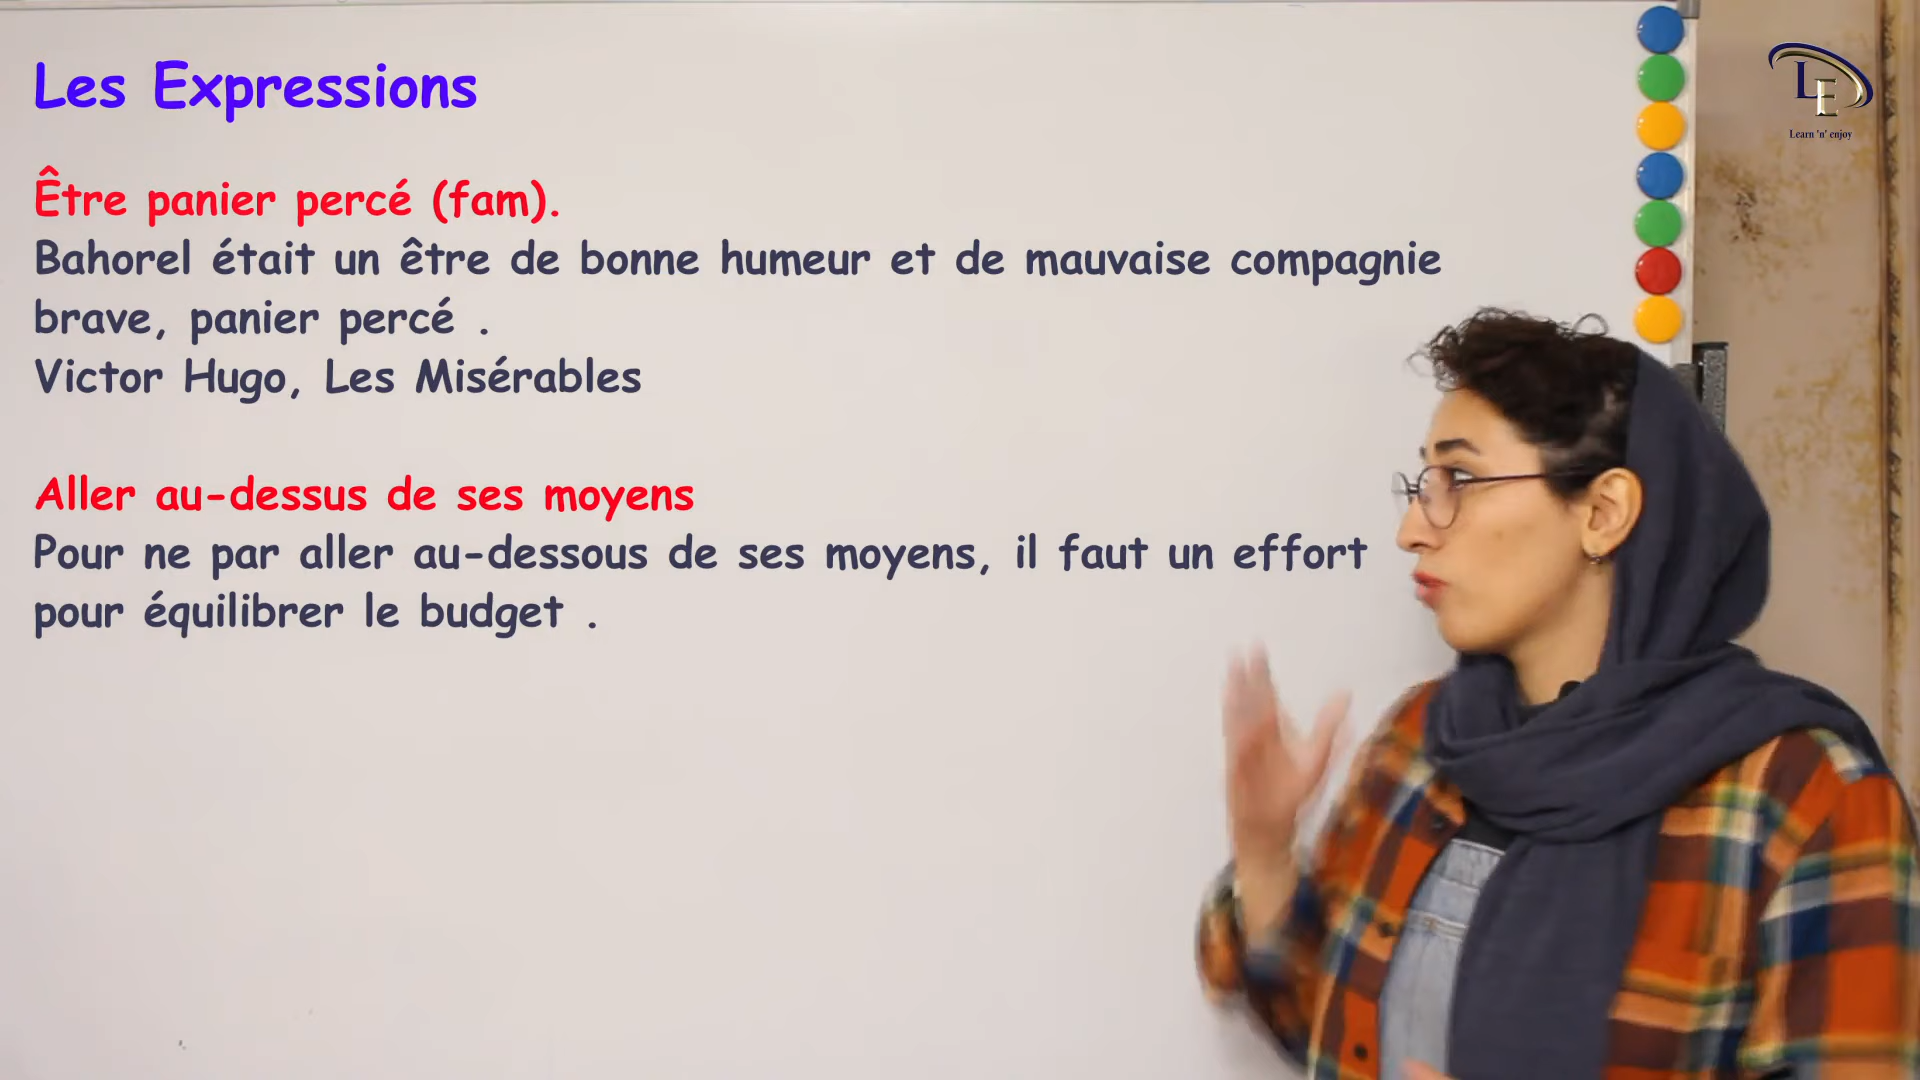 Les Expressions
Être panier percé (fam).
Bahorel était un être de bonne humeur et de mauvaise compagnie
brave, panier percé .
Victor Hugo, Les Misérables
Aller au-dessus de ses moyens
Pour ne par aller au-dessous de ses moyens, il faut un effort
pour équilibrer le budget .
LE
Learn 'n' enjoy